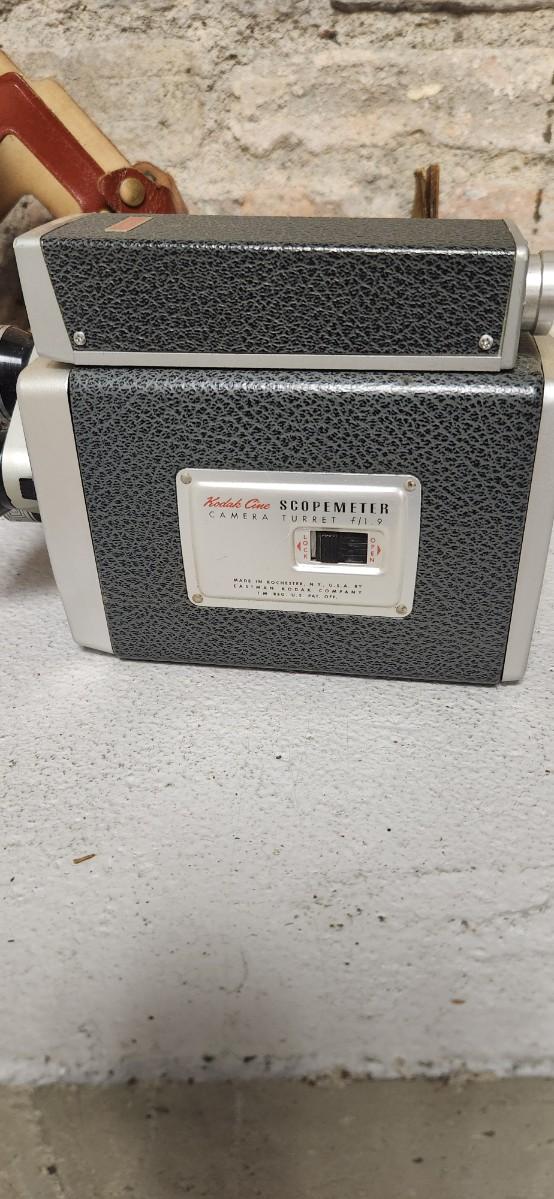 Kodak Cine SCOPEMETER
CAMERA TURRET f/1.9
LOCK
OPEN
MADE IN ROCHESTER, N.Y., U.S.A. BY
EASTMAN KODAK COMPANY
TM REG. U.S. PAT. OFF.